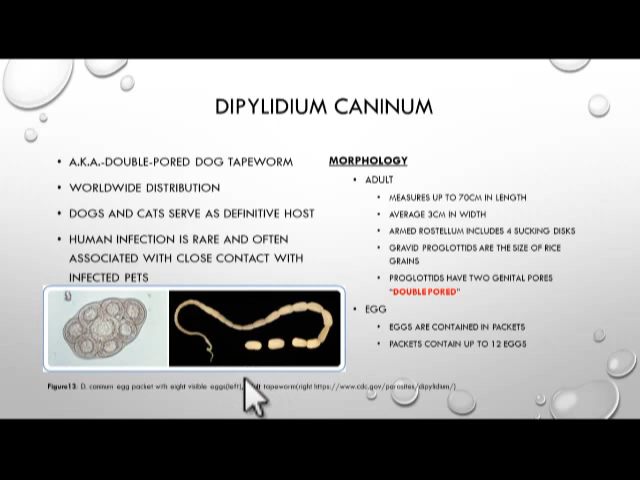 DIPYLIDIUM CANINUM
• A.K.A.-DOUBLE-PORED DOG TAPEWORM
• WORLDWIDE DISTRIBUTION
• DOGS AND CATS SERVE AS DEFINITIVE HOST
• HUMAN INFECTION IS RARE AND OFTEN
ASSOCIATED WITH CLOSE CONTACT WITH
INFECTED PETS
MORPHOLOGY
• ADULT
• MEASURES UP TO 70CM IN LENGTH
• AVERAGE 3CM IN WIDTH
• ARMED ROSTELLUM INCLUDES 4 SUCKING DISKS
• GRAVID PROGLOTTIDS ARE THE SIZE OF RICE
GRAINS
• PROGLOTTIDS HAVE TWO GENITAL PORES
"DOUBLE PORED"
• EGG
• EGGS ARE CONTAINED IN PACKETS
• PACKETS CONTAIN UP TO 12 EGGS
Figure13. D. caninum egg packet with eight visible eggs(left), tapeworm(right https://www.cdc.gov/parasites/dipylidium/)